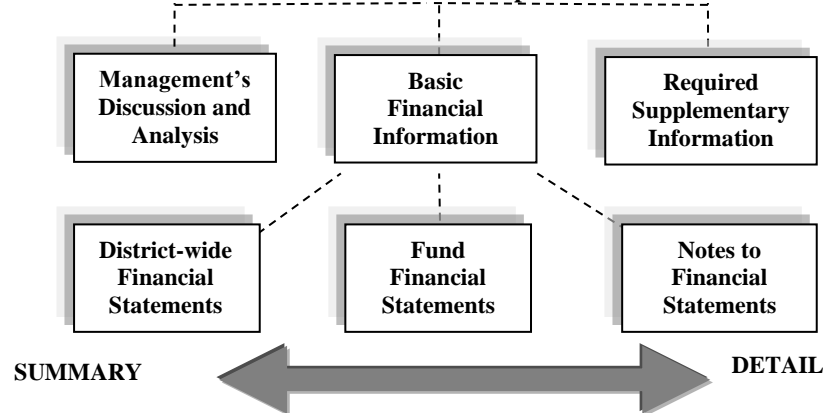 Management's
Discussion and
Analysis
Basic
Financial
Information
Required
Supplementary
Information
District-wide
Financial
Statements
Fund
Financial
Statements
Notes to
Financial
Statements
SUMMARY
DETAIL